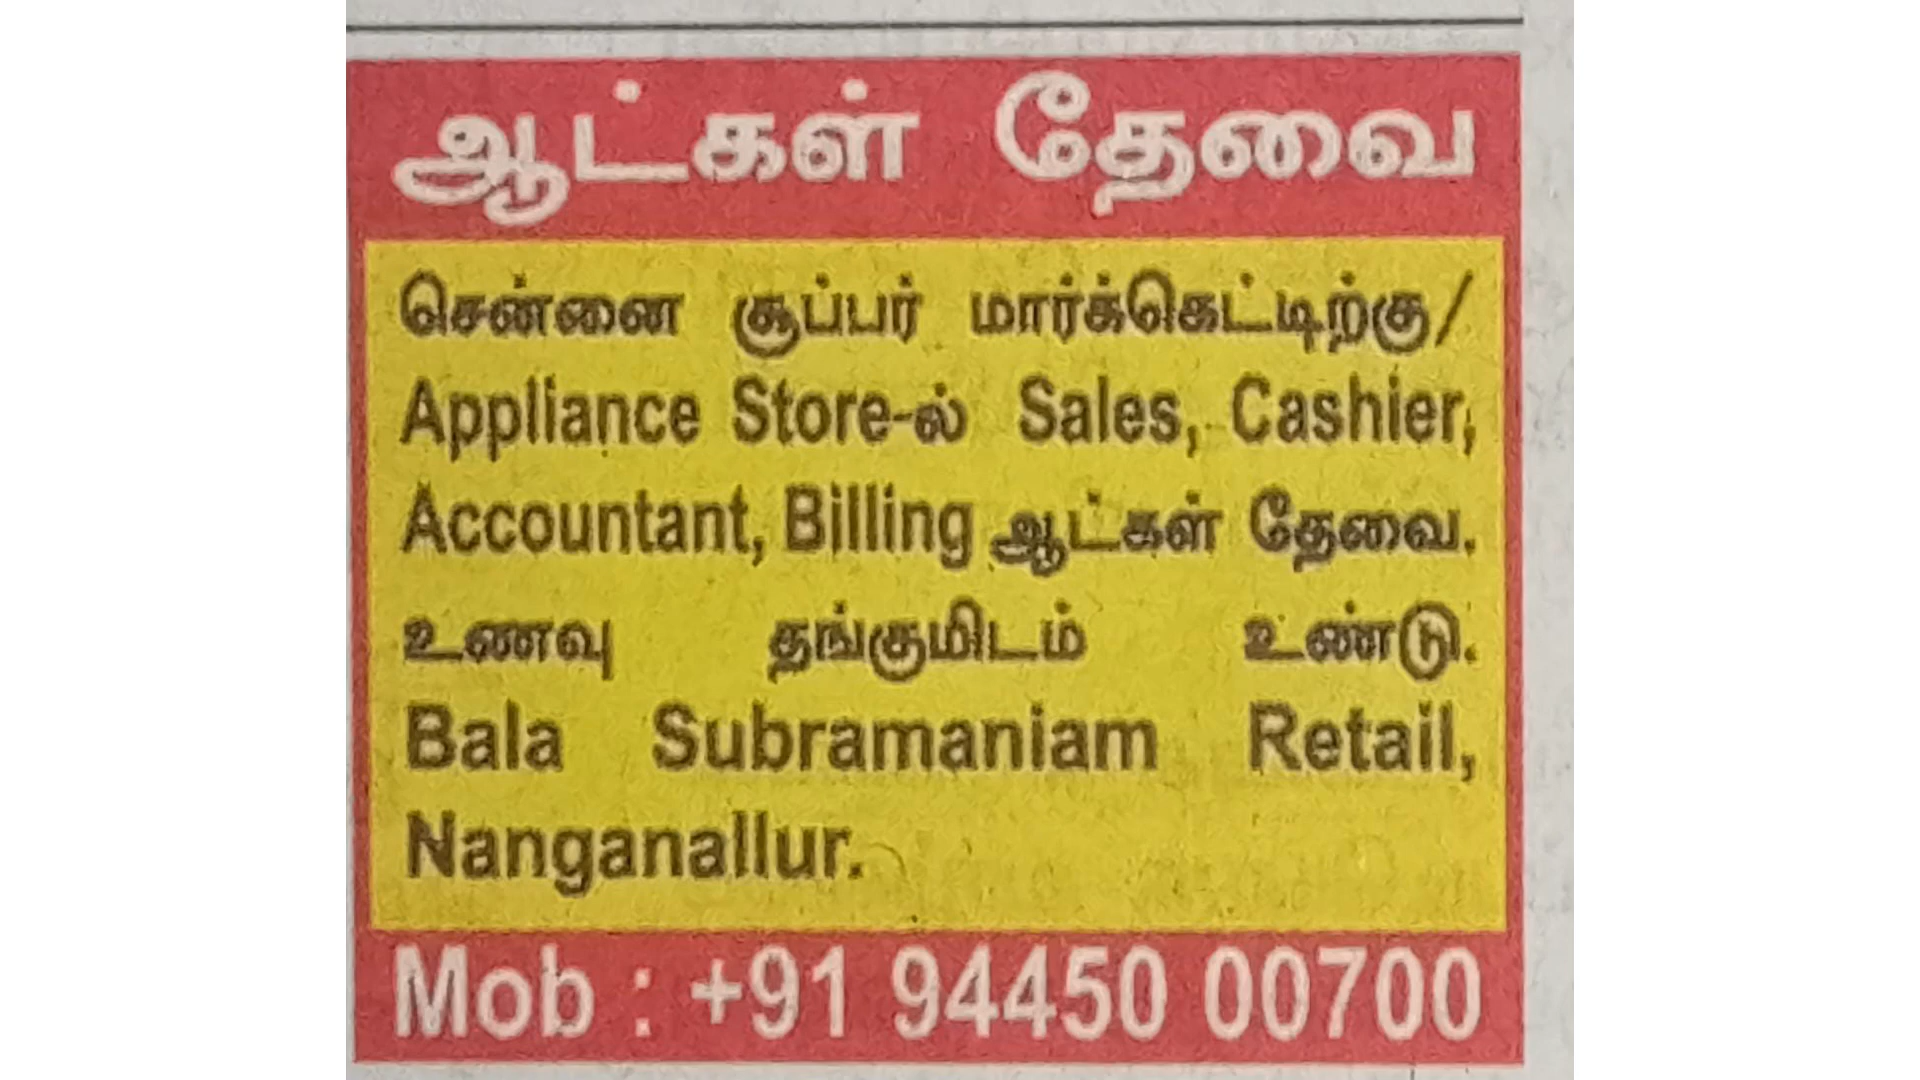 ஆட்கள் தேவை
சென்னை சூப்பர் மார்க்கெட்டிற்கு/
Appliance Store-ல் Sales, Cashier,
Accountant, Billing ஆட்கள் தேவை.
உணவு தங்குமிடம் உண்டு.
Bala Subramaniam Retail,
Nanganallur.
Mob : +91 94450 00700